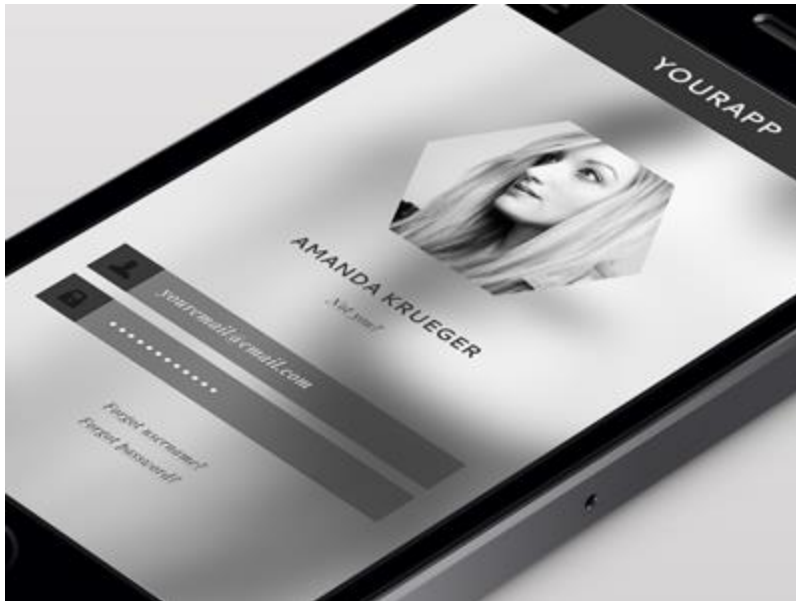 YOURAPP
AMANDA KRUEGER
Not you?
youremail@email.com
••••••••••••
Forgot username?
Forgot password?